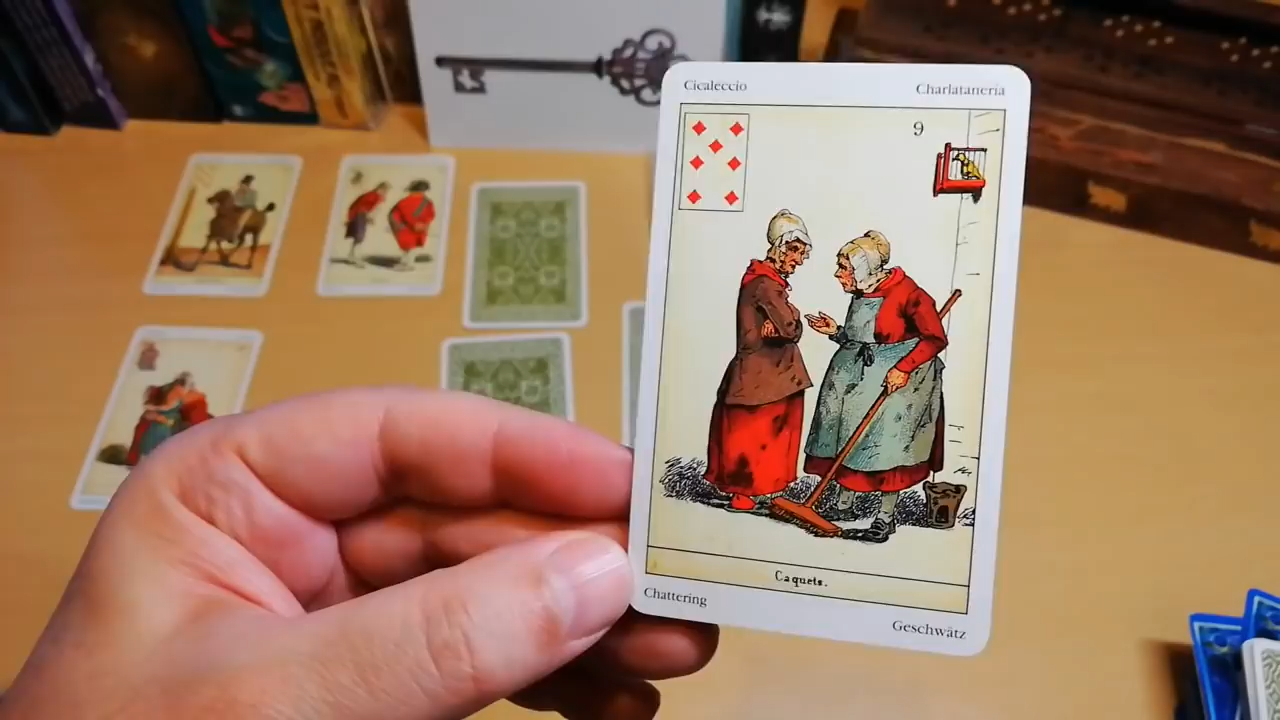 Cicaleccio
Charlataneria
9
Caquets.
Chattering
Geschwätz